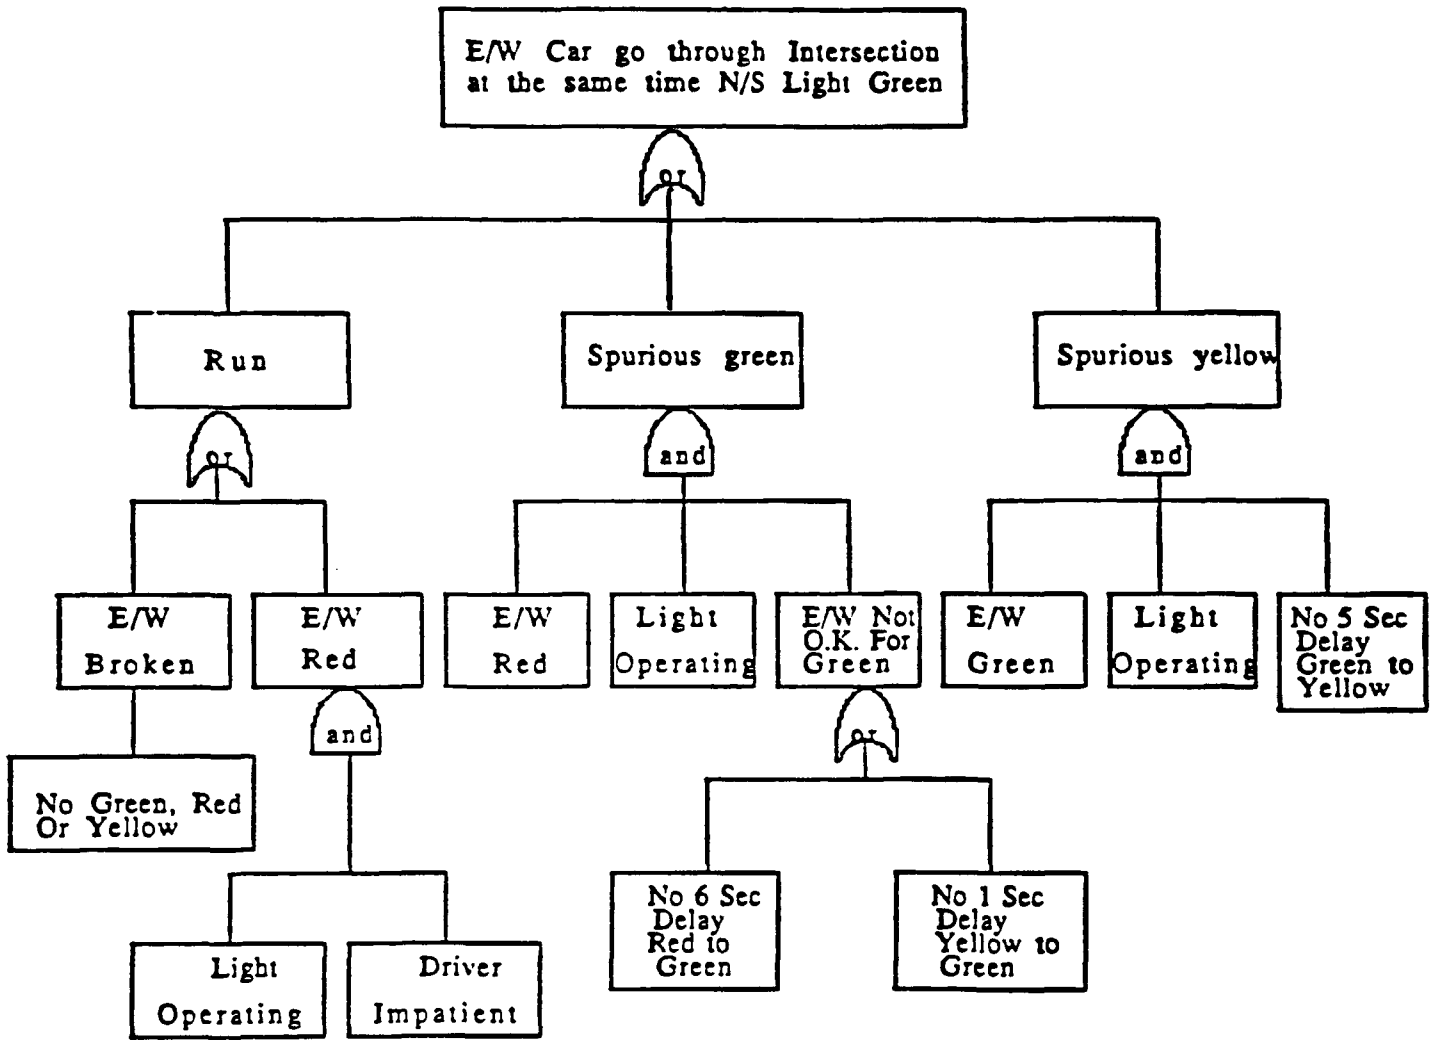 E/W Car go through Intersection
at the same time N/S Light Green
or
Run
Spurious green
Spurious yellow
or
and
and
E/W
Broken
E/W
Red
E/W
Red
Light
Operating
E/W Not
O.K. For
Green
E/W
Green
Light
Operating
No 5 Sec
Delay
Green to
Yellow
and
or
No Green, Red
Or Yellow
No 6 Sec
Delay
Red to
Green
No 1 Sec
Delay
Yellow to
Green
Light
Operating
Driver
Impatient